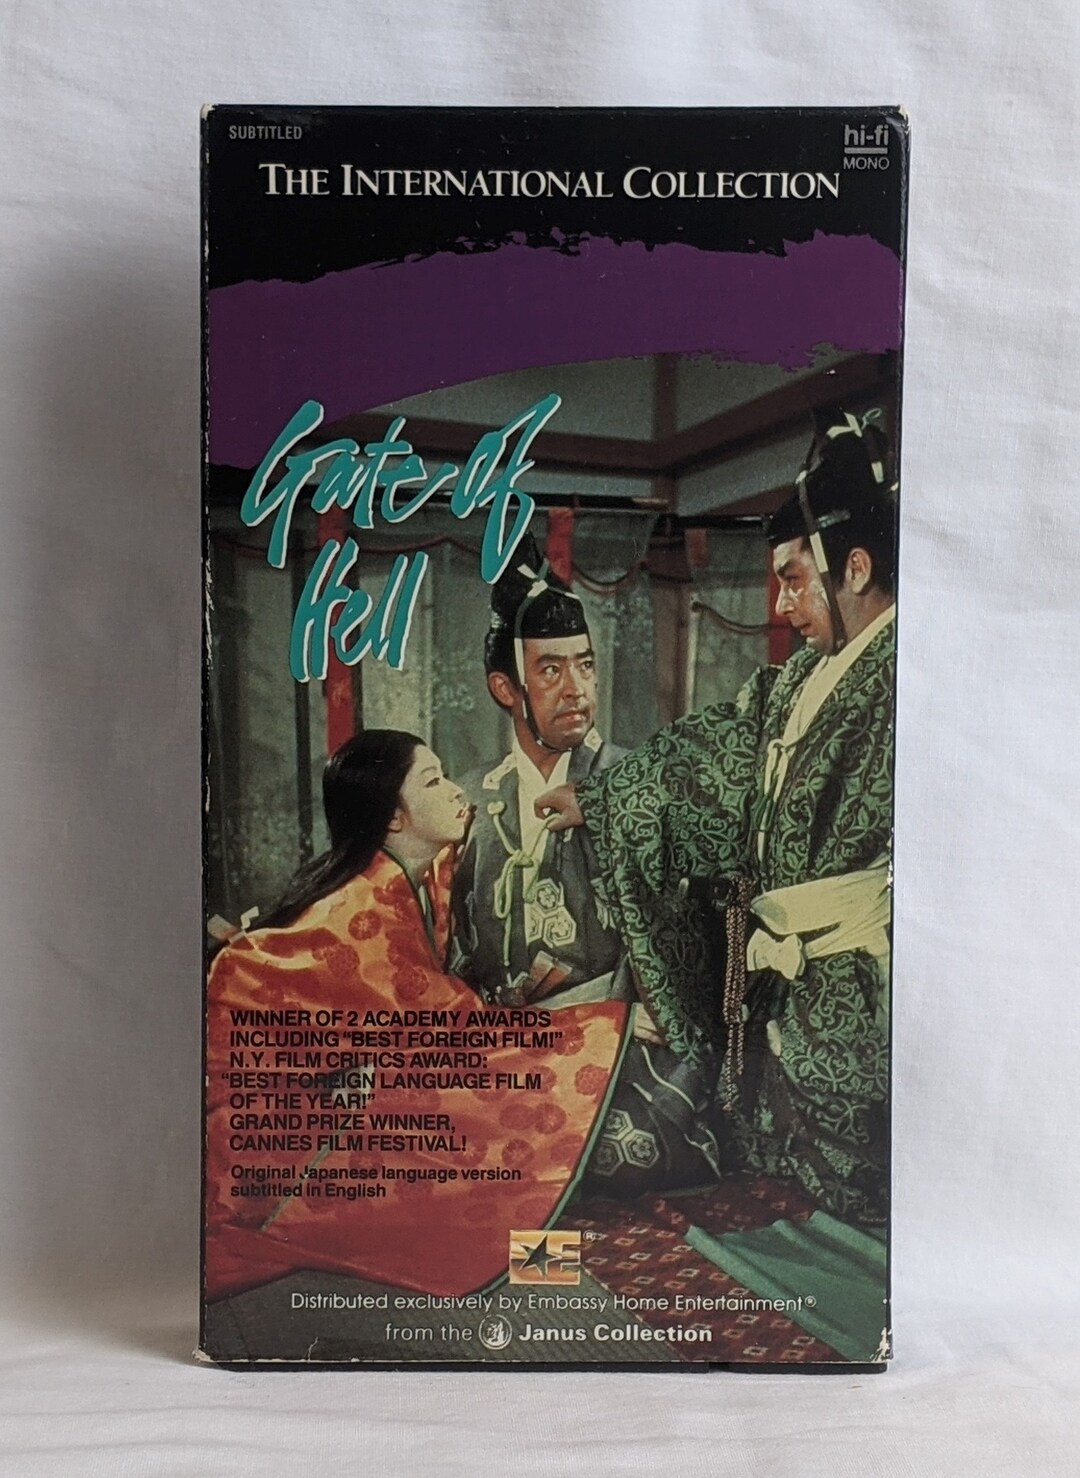 SUBTITLED
hi-fi
MONO
THE INTERNATIONAL COLLECTION
Gate of
Hell
WINNER OF 2 ACADEMY AWARDS
INCLUDING "BEST FOREIGN FILM!"
N.Y. FILM CRITICS AWARD:
"BEST FOREIGN LANGUAGE FILM
OF THE YEAR!"
GRAND PRIZE WINNER,
CANNES FILM FESTIVAL!
Original Japanese language version
subtitled in English
E E ®
Distributed exclusively by Embassy Home Entertainment®
from the Janus Collection